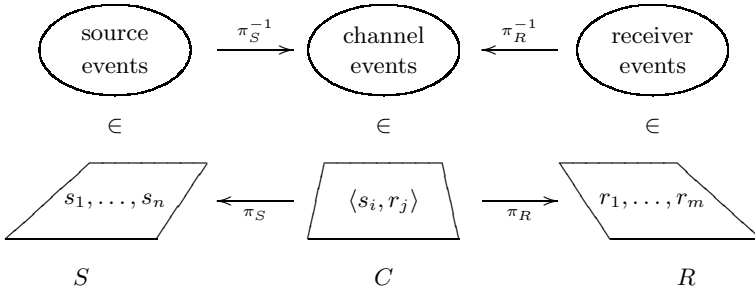 source events
π_S^{-1}
channel events
π_R^{-1}
receiver events
∈ ∈ ∈
s_1, . . . , s_n
π_S
⟨s_i, r_j⟩
π_R
r_1, . . . , r_m
S C R